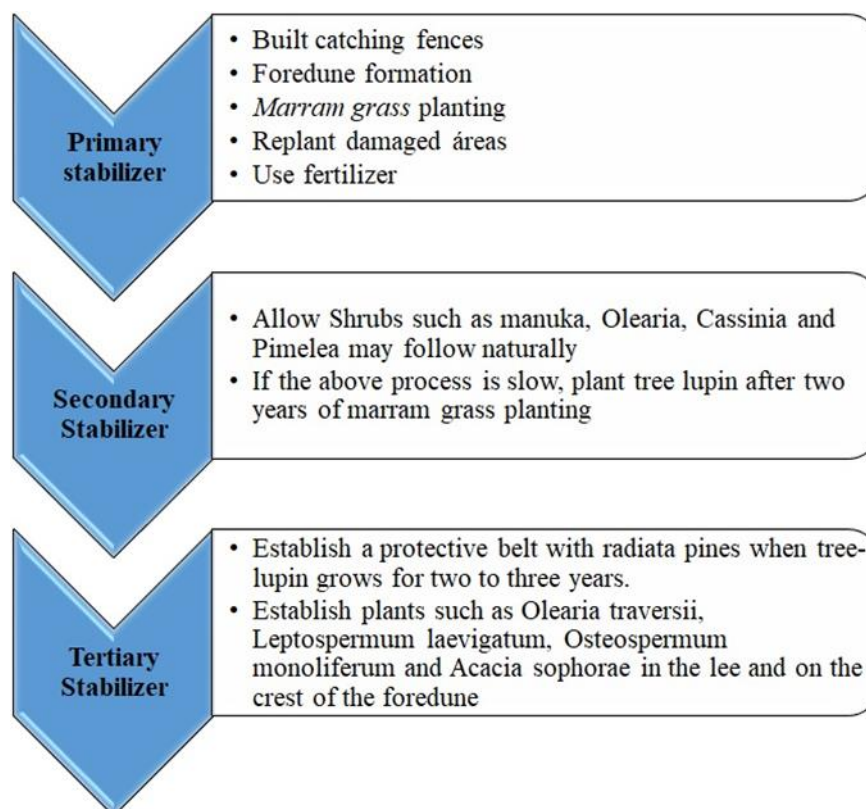 Primary
stabilizer
• Built catching fences
• Foredune formation
• Marram grass planting
• Replant damaged áreas
• Use fertilizer
Secondary
Stabilizer
• Allow Shrubs such as manuka, Olearia, Cassinia and
Pimelea may follow naturally
• If the above process is slow, plant tree lupin after two
years of marram grass planting
Tertiary
Stabilizer
• Establish a protective belt with radiata pines when tree-
lupin grows for two to three years.
• Establish plants such as Olearia traversii,
Leptospermum laevigatum, Osteospermum
monoliferum and Acacia sophorae in the lee and on the
crest of the foredune